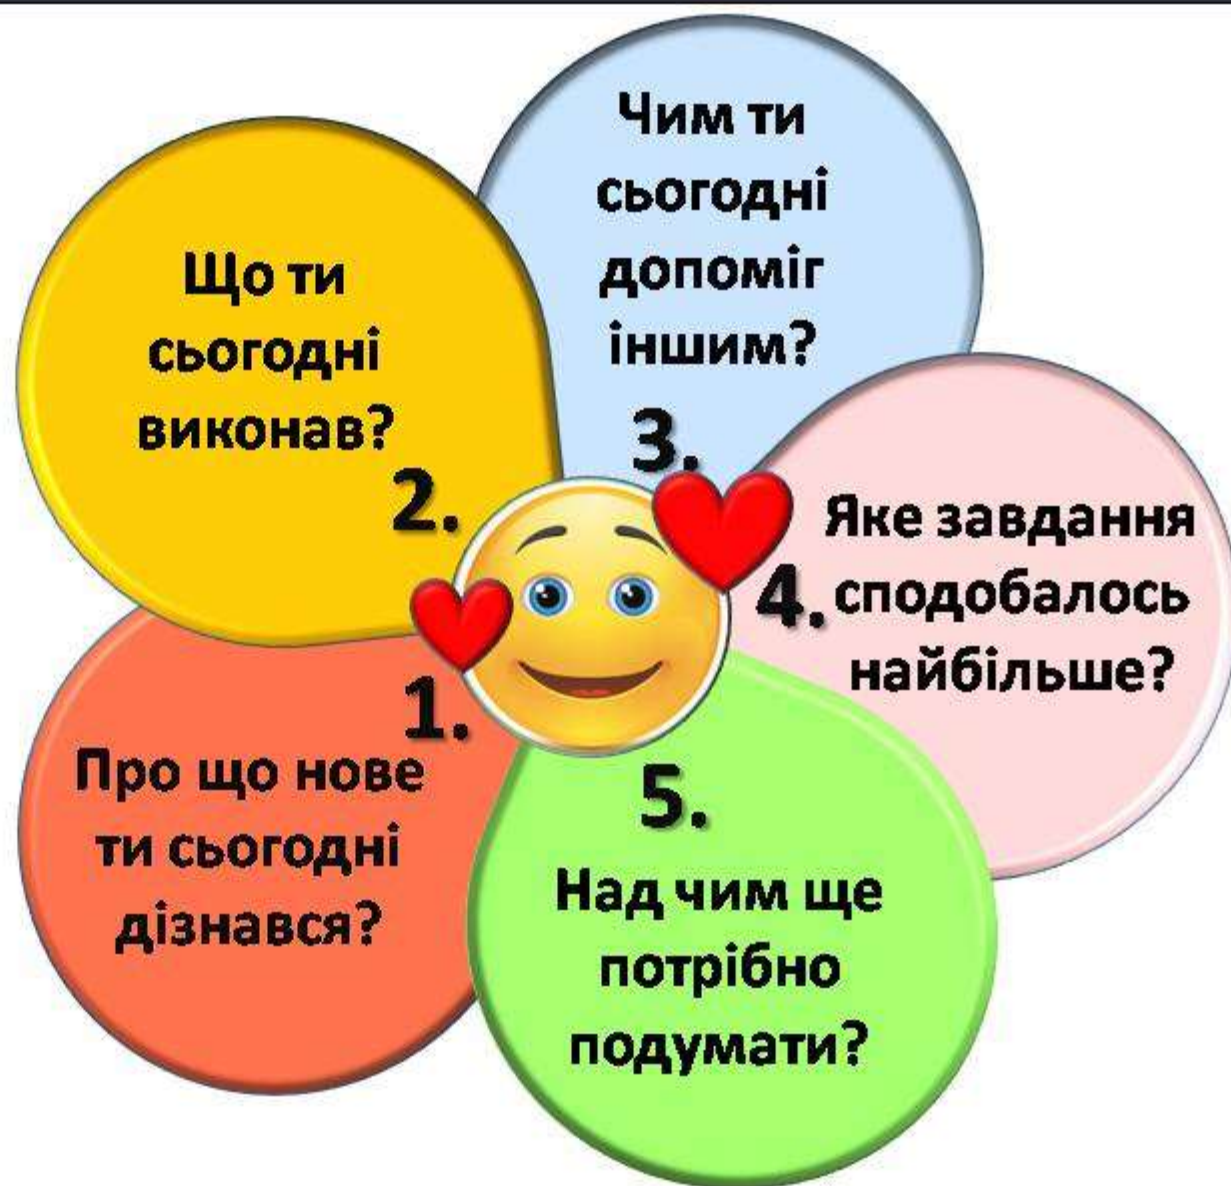 1.
Про що нове
ти сьогодні
дізнався?
2.
Що ти
сьогодні
виконав?
3.
Чим ти
сьогодні
допоміг
іншим?
4.
Яке завдання
сподобалось
найбільше?
5.
Над чим ще
потрібно
подумати?